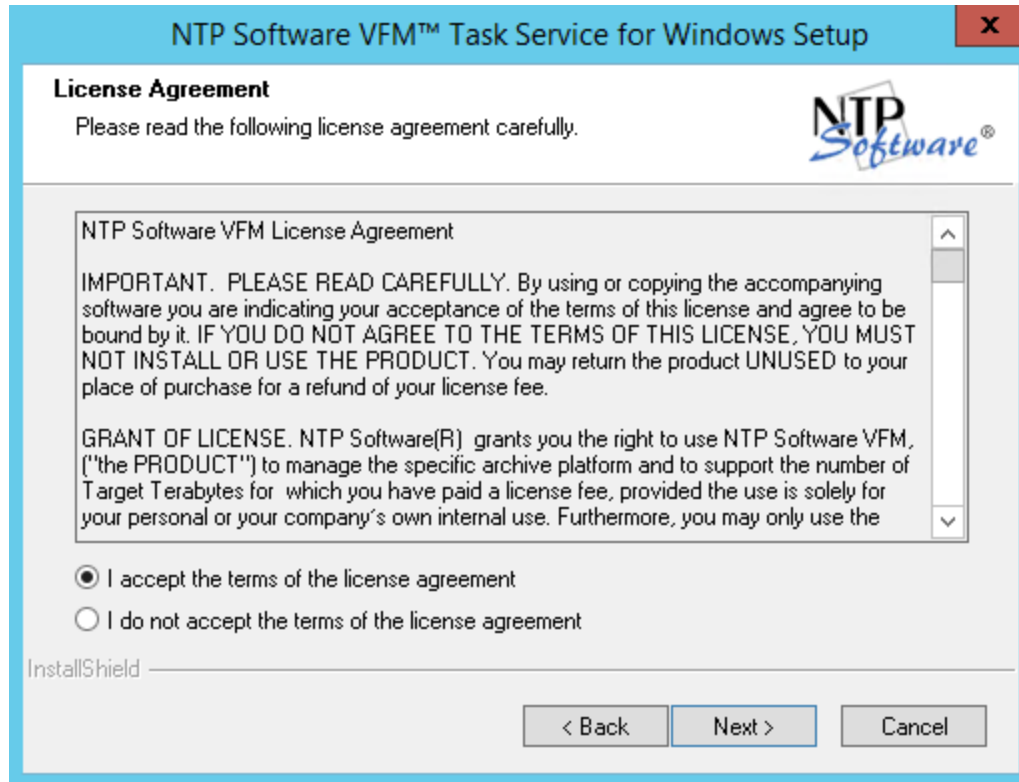 NTP Software VFM™ Task Service for Windows Setup
x
License Agreement
Please read the following license agreement carefully.
NTP
Software®
NTP Software VFM License Agreement
IMPORTANT.  PLEASE READ CAREFULLY. By using or copying the accompanying
software you are indicating your acceptance of the terms of this license and agree to be
bound by it. IF YOU DO NOT AGREE TO THE TERMS OF THIS LICENSE, YOU MUST
NOT INSTALL OR USE THE PRODUCT. You may return the product UNUSED to your
place of purchase for a refund of your license fee.
GRANT OF LICENSE. NTP Software(R)  grants you the right to use NTP Software VFM,
("the PRODUCT") to manage the specific archive platform and to support the number of
Target Terabytes for  which you have paid a license fee, provided the use is solely for
your personal or your company's own internal use. Furthermore, you may only use the
I accept the terms of the license agreement
I do not accept the terms of the license agreement
InstallShield
< Back
Next >
Cancel